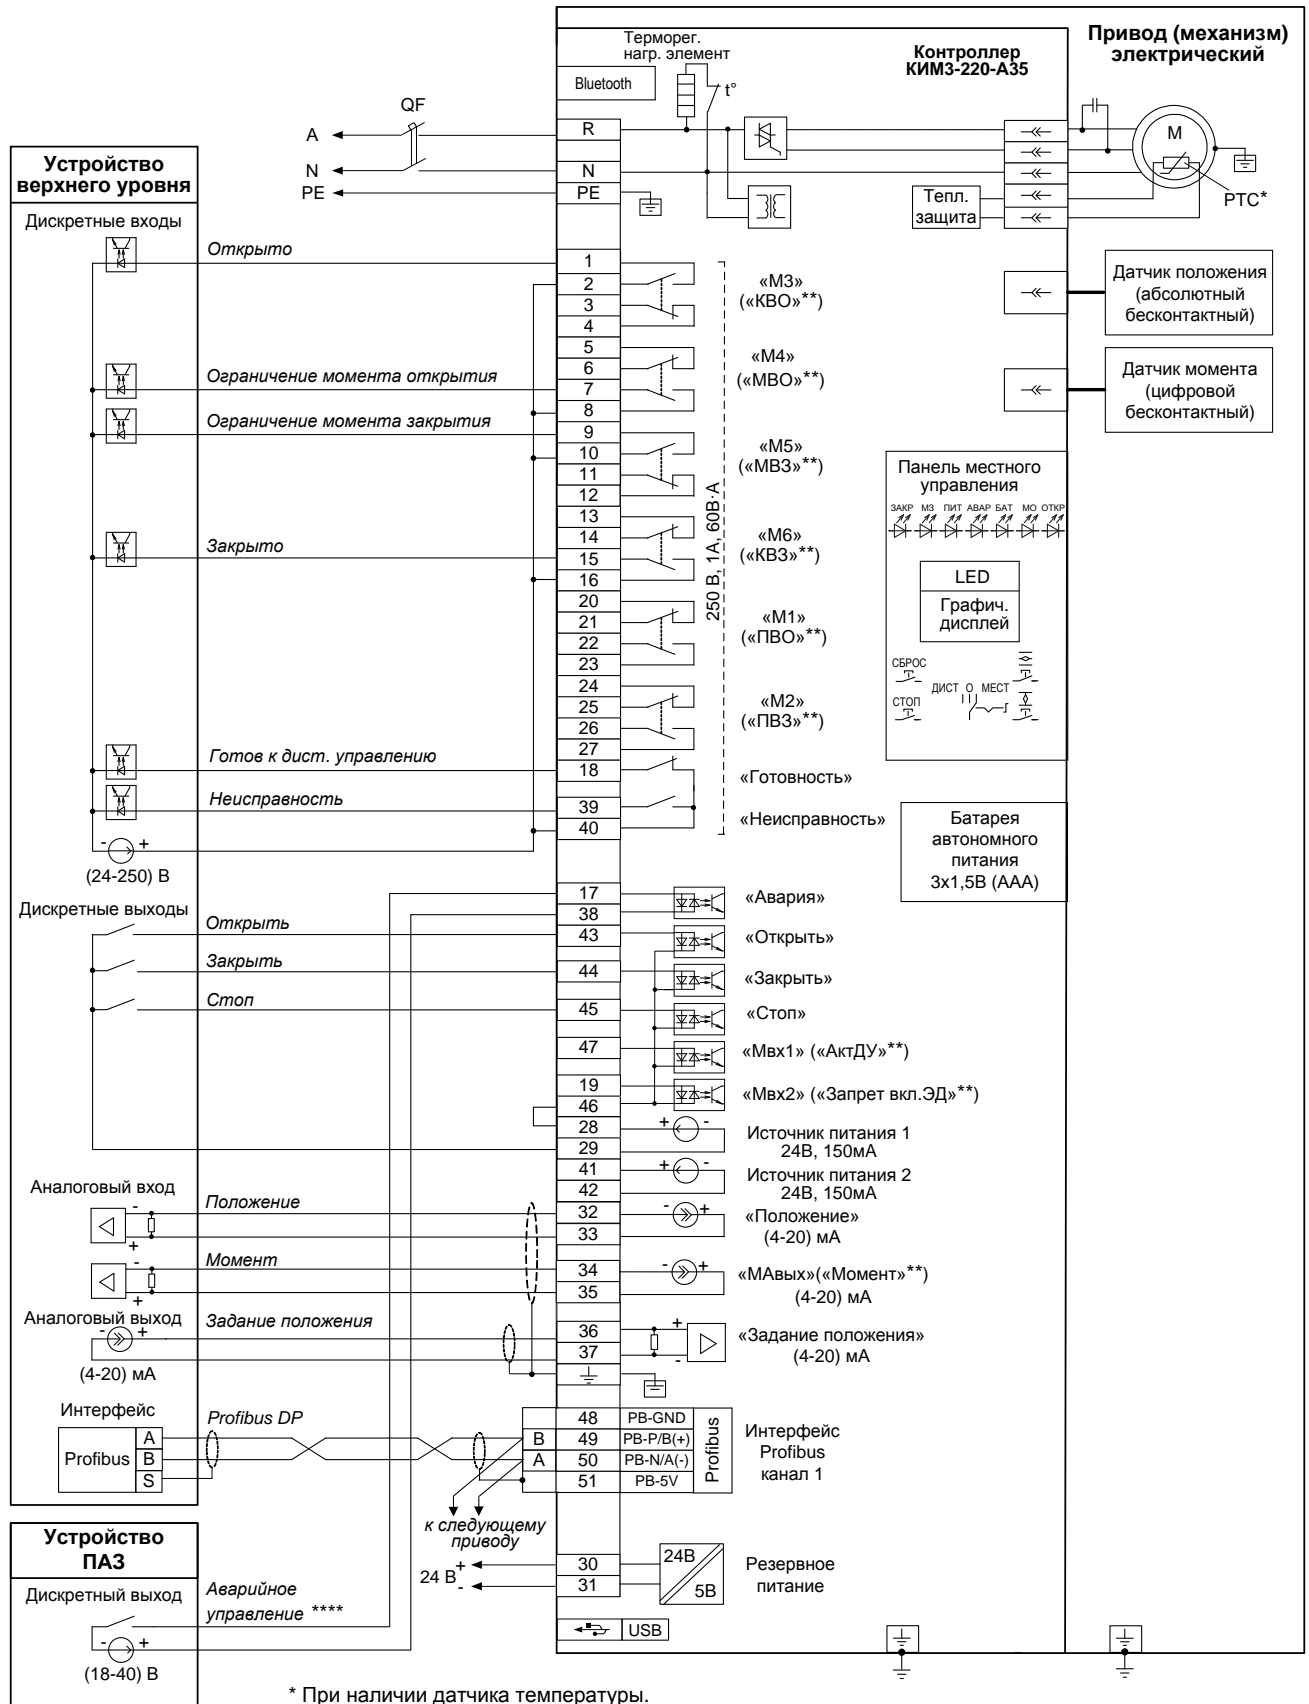 Привод (механизм)
электрический
Контроллер
КИМ3-220-А35
Терморег.
нагр. элемент
Bluetooth
t°
QF
A
N
PE
R
N
PE
M
PTC*
Тепл.
защита
Датчик положения
(абсолютный
бесконтактный)
Датчик момента
(цифровой
бесконтактный)
Устройство
верхнего уровня
Дискретные входы
Открыто
Ограничение момента открытия
Ограничение момента закрытия
Закрыто
Готов к дист. управлению
Неисправность
- +
(24-250) В
1
2
3
4
5
6
7
8
9
10
11
12
13
14
15
16
20
21
22
23
24
25
26
27
18
39
40
«М3»
(«КВО»**)
«М4»
(«МВО»**)
«М5»
(«МВЗ»**)
«М6»
(«КВЗ»**)
«М1»
(«ПВО»**)
«М2»
(«ПВЗ»**)
«Готовность»
«Неисправность»
250 В, 1А, 60В·А
Панель местного
управления
ЗАКР МЗ ПИТ АВАР БАТ МО ОТКР
LED
Графич.
дисплей
СБРОС
СТОП
ДИСТ О МЕСТ
Батарея
автономного
питания
3х1,5В (ААА)
Дискретные выходы
Открыть
Закрыть
Стоп
17
38
43
44
45
47
19
46
28
29
41
42
32
33
34
35
36
37
«Авария»
«Открыть»
«Закрыть»
«Стоп»
«Мвх1» («АктДУ»**)
«Мвх2» («Запрет вкл.ЭД»**)
+ -
Источник питания 1
24В, 150мА
+ -
Источник питания 2
24В, 150мА
- +
«Положение»
(4-20) мА
- +
«МАвых»(«Момент»**)
(4-20) мА
+
-
«Задание положения»
(4-20) мА
Аналоговый вход
-
+
Положение
-
+
Момент
Аналоговый выход
- +
Задание положения
(4-20) мА
Интерфейс
Profibus
A
B
S
Profibus DP
B
A
48 PB-GND
49 PB-P/B(+)
50 PB-N/A(-)
51 PB-5V
Profibus
Интерфейс
Profibus
канал 1
к следующему
приводу
24 В
+
-
30
31
24В
5В
Резервное
питание
USB
Устройство
ПАЗ
Дискретный выход
Аварийное
управление ****
- +
(18-40) В
* При наличии датчика температуры.